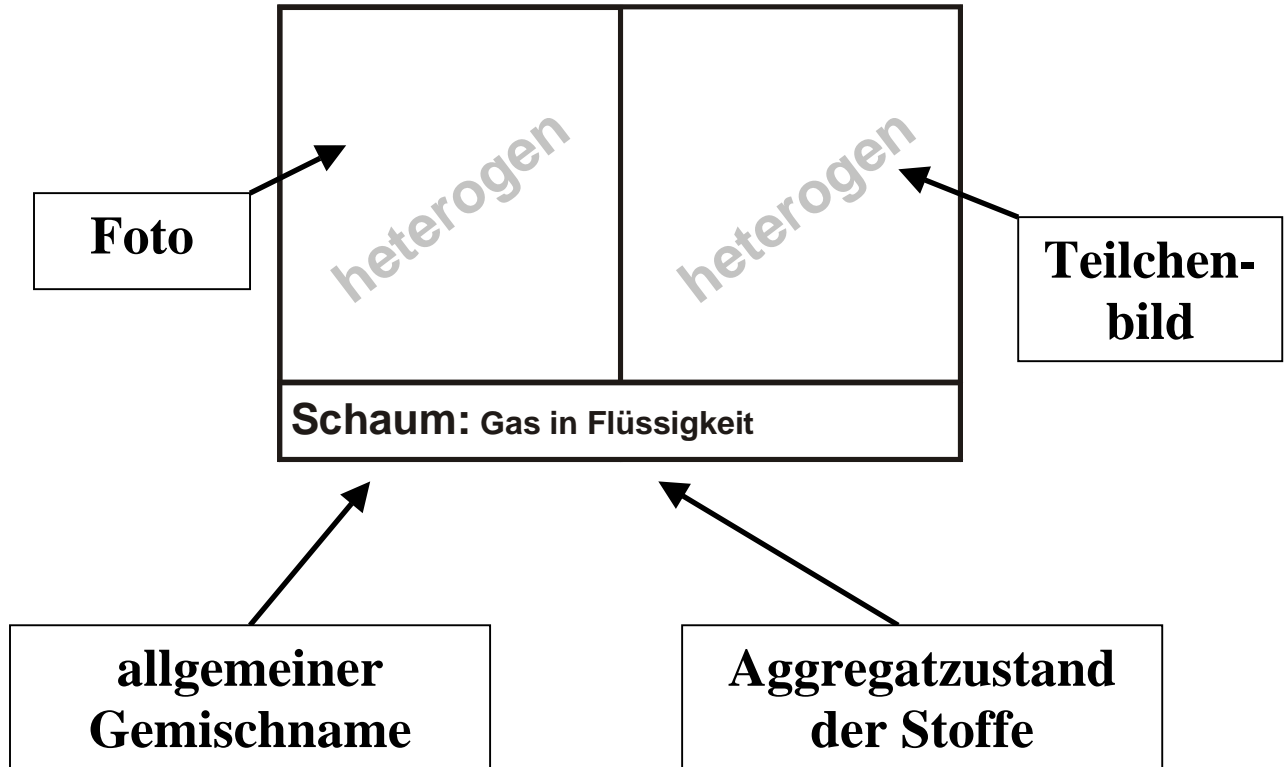 heterogen
heterogen
Foto
Teilchen-
bild
Schaum: Gas in Flüssigkeit
allgemeiner
Gemischname
Aggregatzustand
der Stoffe